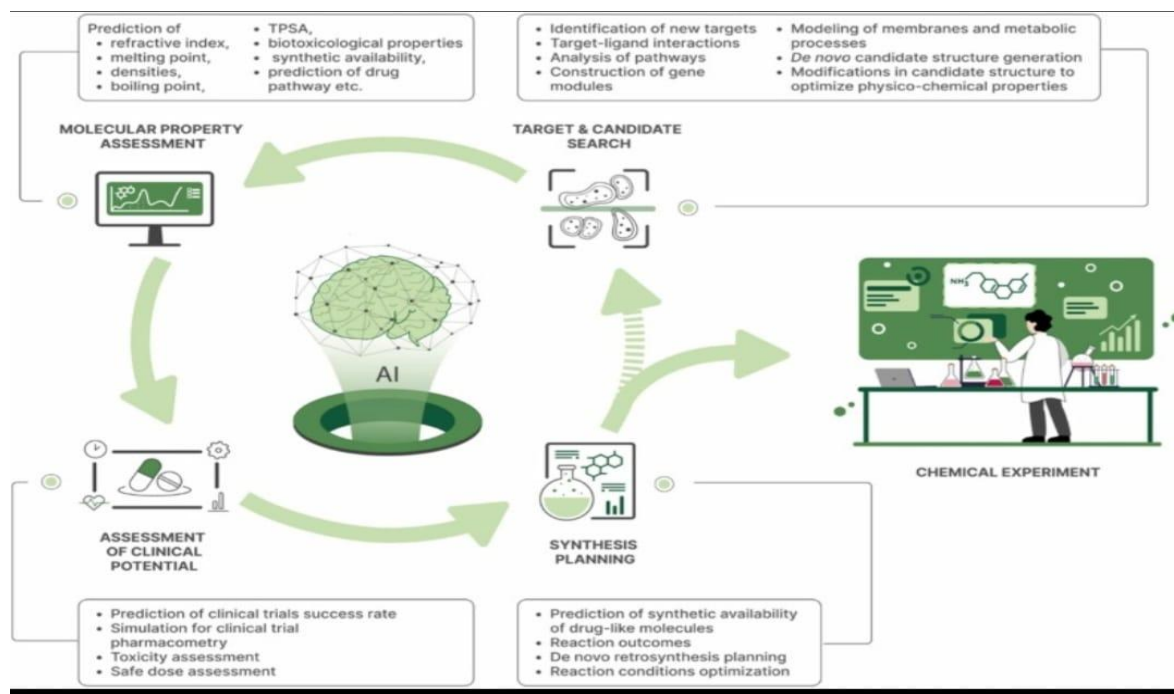 Prediction of
• refractive index,
• melting point,
• densities,
• boiling point,
• TPSA,
• biotoxicological properties
• synthetic availability,
• prediction of drug
pathway etc.
• Identification of new targets
• Target-ligand interactions
• Analysis of pathways
• Construction of gene
modules
• Modeling of membranes and metabolic
processes
• De novo candidate structure generation
• Modifications in candidate structure to
optimize physico-chemical properties
MOLECULAR PROPERTY
ASSESSMENT
TARGET & CANDIDATE
SEARCH
AI
NH₂
CHEMICAL EXPERIMENT
ASSESSMENT
OF CLINICAL
POTENTIAL
SYNTHESIS
PLANNING
• Prediction of clinical trials success rate
• Simulation for clinical trial
pharmacometry
• Toxicity assessment
• Safe dose assessment
• Prediction of synthetic availability
of drug-like molecules
• Reaction outcomes
• De novo retrosynthesis planning
• Reaction conditions optimization